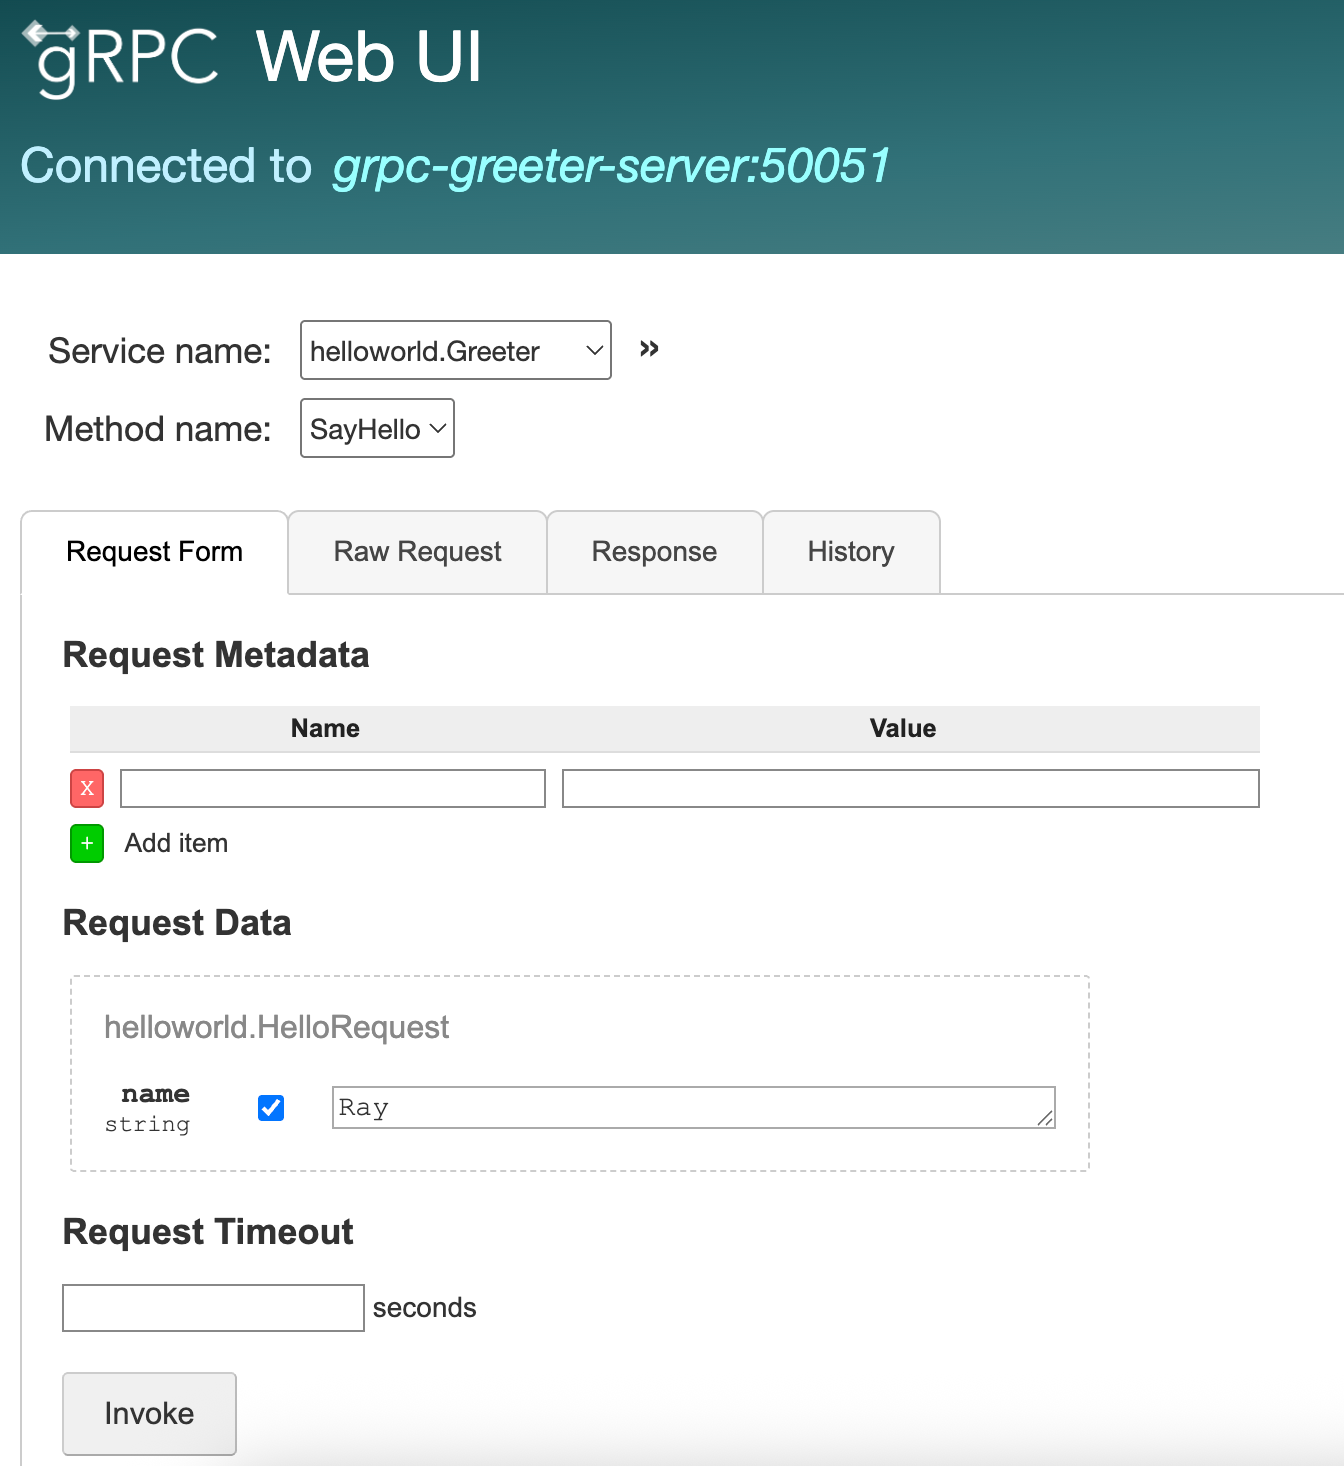 gRPC Web UI
Connected to grpc-greeter-server:50051
Service name: helloworld.Greeter »
Method name: SayHello
Request Form Raw Request Response History
Request Metadata
Name Value
X
+ Add item
Request Data
helloworld.HelloRequest
name
string Ray
Request Timeout
seconds
Invoke